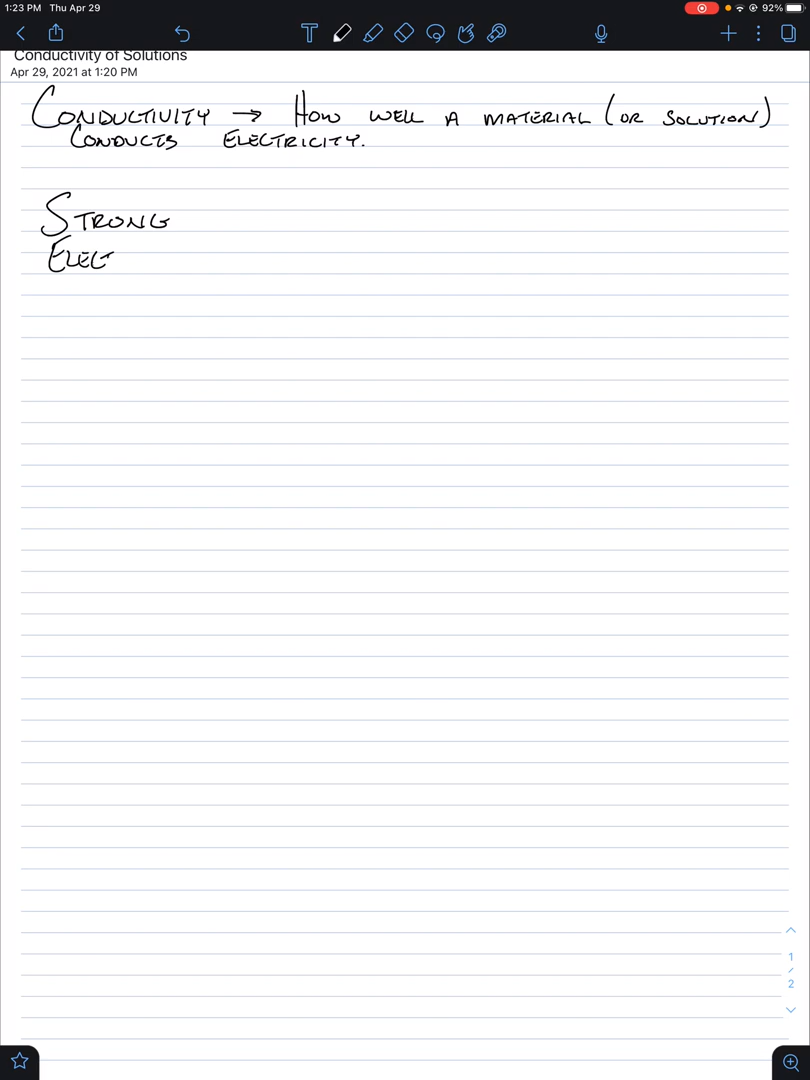 1:23 PM Thu Apr 29
92%
Conductivity of Solutions
Apr 29, 2021 at 1:20 PM
CONDUCTIVITY → HOW WELL A MATERIAL (OR SOLUTION)
CONDUCTS ELECTRICITY.
STRONG
ELEC
1
/
2